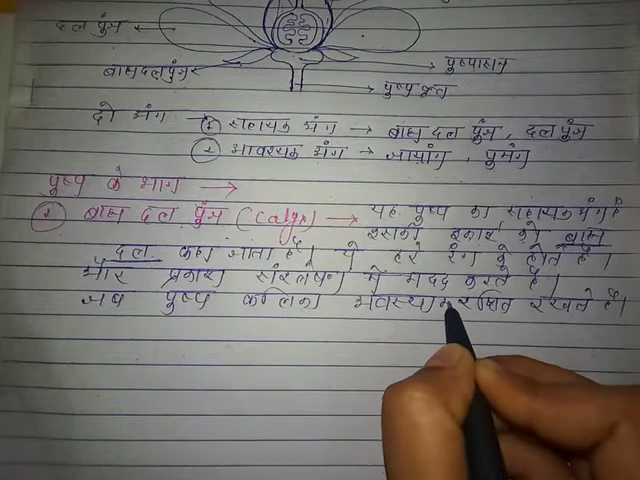 दल पुंज
बाह्यदलपुंज
पुष्पासन
पुष्प वृन्त
दो अंग → ① सहायक अंग → बाह्य दल पुंज, दल पुंज
② आवश्यक अंग → जायांग, पुमंग
पुष्प के भाग →
① बाह्य दल पुंज (Calyx) → यह पुष्प का सहायक अंग है
इसकी इकाई को बाह्य
दल कहा जाता है। ये हरे रंग के होते हैं।
और प्रकाश संश्लेषण में मदद करते हैं।
जब पुष्प कलिका अवस्था रक्षित रखते हैं।